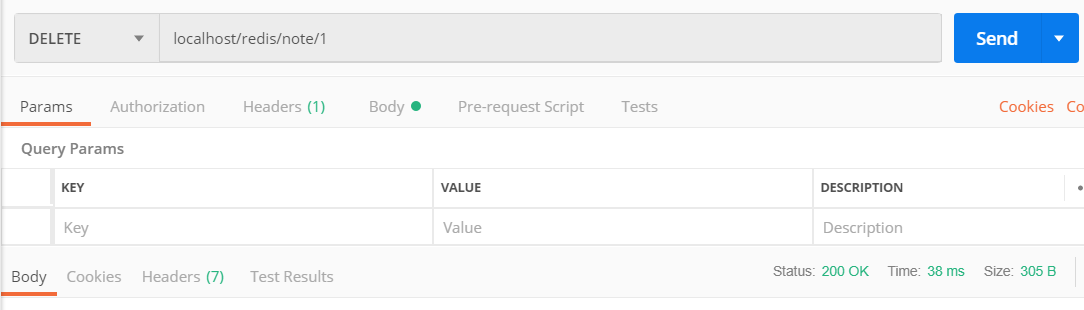 DELETE localhost/redis/note/1 Send
Params Authorization Headers (1) Body Pre-request Script Tests Cookies Co
Query Params
KEY VALUE DESCRIPTION
Key Value Description
Body Cookies Headers (7) Test Results Status: 200 OK Time: 38 ms Size: 305 B